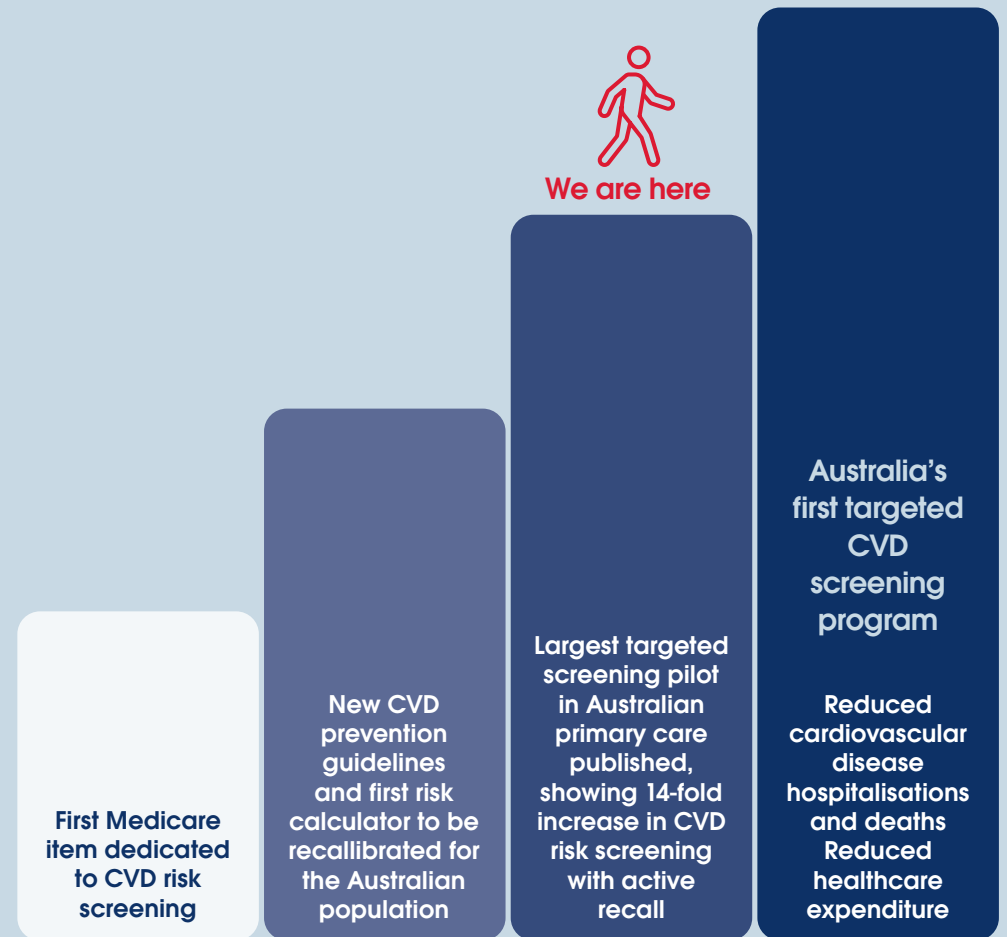 We are here
First Medicare
item dedicated
to CVD risk
screening
New CVD
prevention
guidelines
and first risk
calculator to be
recallibrated for
the Australian
population
Largest targeted
screening pilot
in Australian
primary care
published,
showing 14-fold
increase in CVD
risk screening
with active
recall
Australia’s
first targeted
CVD
screening
program
Reduced
cardiovascular
disease
hospitalisations
and deaths
Reduced
healthcare
expenditure